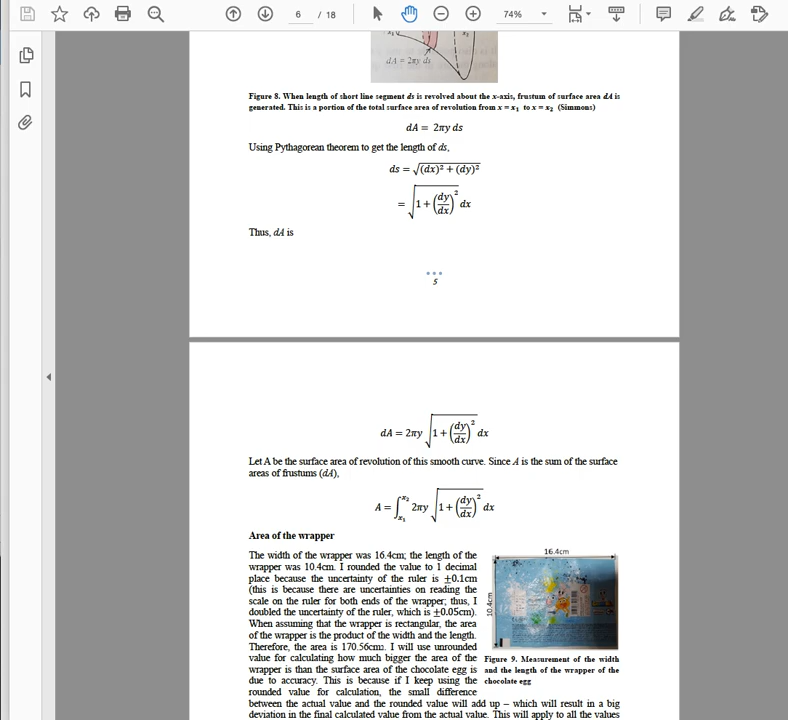 6 / 18
74%
x₁
x₂
dA = 2πy ds
Figure 8. When length of short line segment ds is revolved about the x-axis, frustum of surface area dA is
generated. This is a portion of the total surface area of revolution from x = x₁ to x = x₂ (Simmons)
dA = 2πy ds
Using Pythagorean theorem to get the length of ds,
ds = √((dx)² + (dy)²)
= √(1 + (dy/dx)²) dx
Thus, dA is
5
dA = 2πy √(1 + (dy/dx)²) dx
Let A be the surface area of revolution of this smooth curve. Since A is the sum of the surface
areas of frustums (dA),
A = ∫_{x₁}^{x₂} 2πy √(1 + (dy/dx)²) dx
Area of the wrapper
The width of the wrapper was 16.4cm; the length of the
wrapper was 10.4cm. I rounded the value to 1 decimal
place because the uncertainty of the ruler is ±0.1cm
(this is because there are uncertainties on reading the
scale on the ruler for both ends of the wrapper; thus, I
doubled the uncertainty of the ruler, which is ±0.05cm).
When assuming that the wrapper is rectangular, the area
of the wrapper is the product of the width and the length.
Therefore, the area is 170.56cm₂. I will use unrounded
value for calculating how much bigger the area of the
wrapper is than the surface area of the chocolate egg is
due to accuracy. This is because if I keep using the
rounded value for calculation, the small difference
between the actual value and the rounded value will add up – which will result in a big
deviation in the final calculated value from the actual value. This will apply to all the values
16.4cm
10.4cm
Figure 9. Measurement of the width
and the length of the wrapper of the
chocolate egg